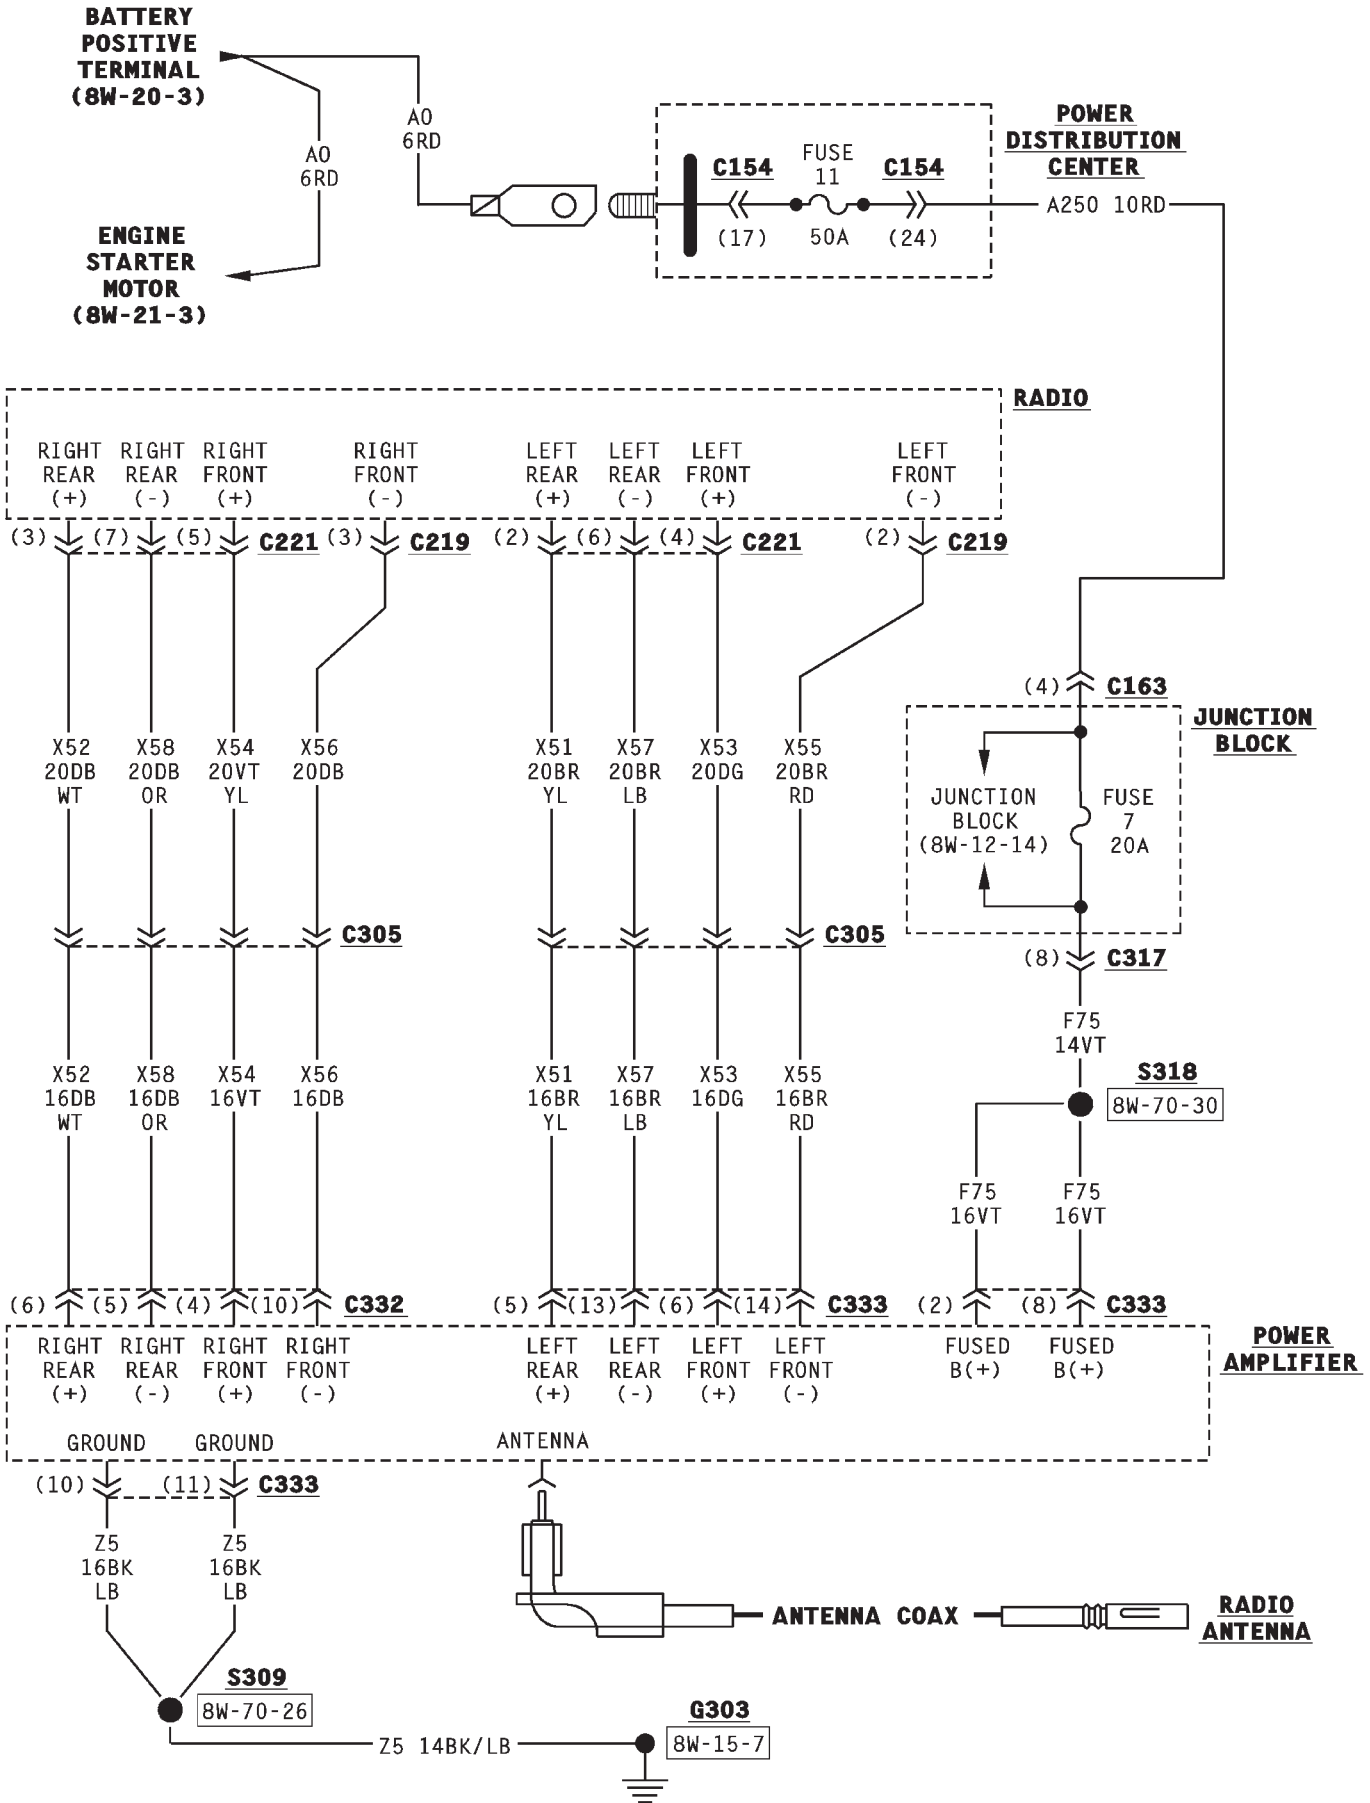 BATTERY
POSITIVE
TERMINAL
(8W-20-3)
A0
6RD
A0
6RD
ENGINE
STARTER
MOTOR
(8W-21-3)
POWER
DISTRIBUTION
CENTER
C154
FUSE
11
C154
(17)
50A
(24)
A250 10RD
RADIO
RIGHT RIGHT RIGHT RIGHT LEFT LEFT LEFT LEFT
REAR REAR FRONT FRONT REAR REAR FRONT FRONT
(+) (-) (+) (-) (+) (-) (+) (-)
(3) (7) (5) C221 (3) C219 (2) (6) (4) C221 (2) C219
(4) C163
JUNCTION
BLOCK
X52 X58 X54 X56 X51 X57 X53 X55
20DB 20DB 20VT 20DB 20BR 20BR 20DG 20BR
WT OR YL YL LB RD
JUNCTION
BLOCK
(8W-12-14)
FUSE
7
20A
C305 C305
(8) C317
F75
14VT
S318
8W-70-30
X52 X58 X54 X56 X51 X57 X53 X55
16DB 16DB 16VT 16DB 16BR 16BR 16DG 16BR
WT OR YL LB RD
F75 F75
16VT 16VT
(6) (5) (4) (10) C332 (5) (13) (6) (14) C333 (2) (8) C333
POWER
AMPLIFIER
RIGHT RIGHT RIGHT RIGHT LEFT LEFT LEFT LEFT FUSED FUSED
REAR REAR FRONT FRONT REAR REAR FRONT FRONT B(+) B(+)
(+) (-) (+) (-) (+) (-) (+) (-)
GROUND GROUND ANTENNA
(10) (11) C333
Z5 Z5
16BK 16BK
LB LB
ANTENNA COAX
RADIO
ANTENNA
S309
8W-70-26
Z5 14BK/LB
G303
8W-15-7